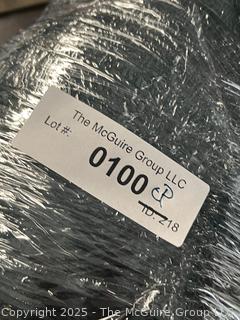 The McGuire Group LLC
Lot #:
0100
ID: 218
Copyright 2025 - The McGuire Group LLC